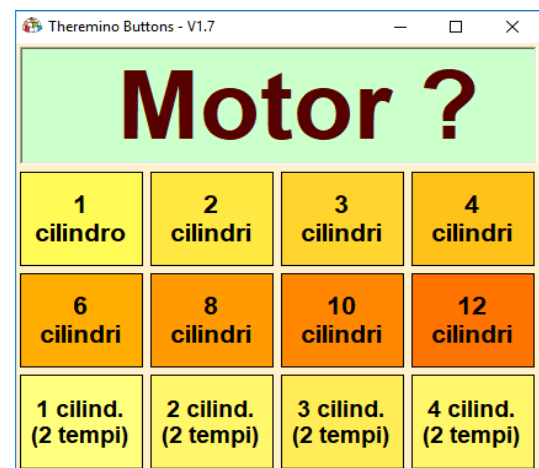 Theremino Buttons - V1.7
Motor ?
1
cilindro
2
cilindri
3
cilindri
4
cilindri
6
cilindri
8
cilindri
10
cilindri
12
cilindri
1 cilind.
(2 tempi)
2 cilind.
(2 tempi)
3 cilind.
(2 tempi)
4 cilind.
(2 tempi)